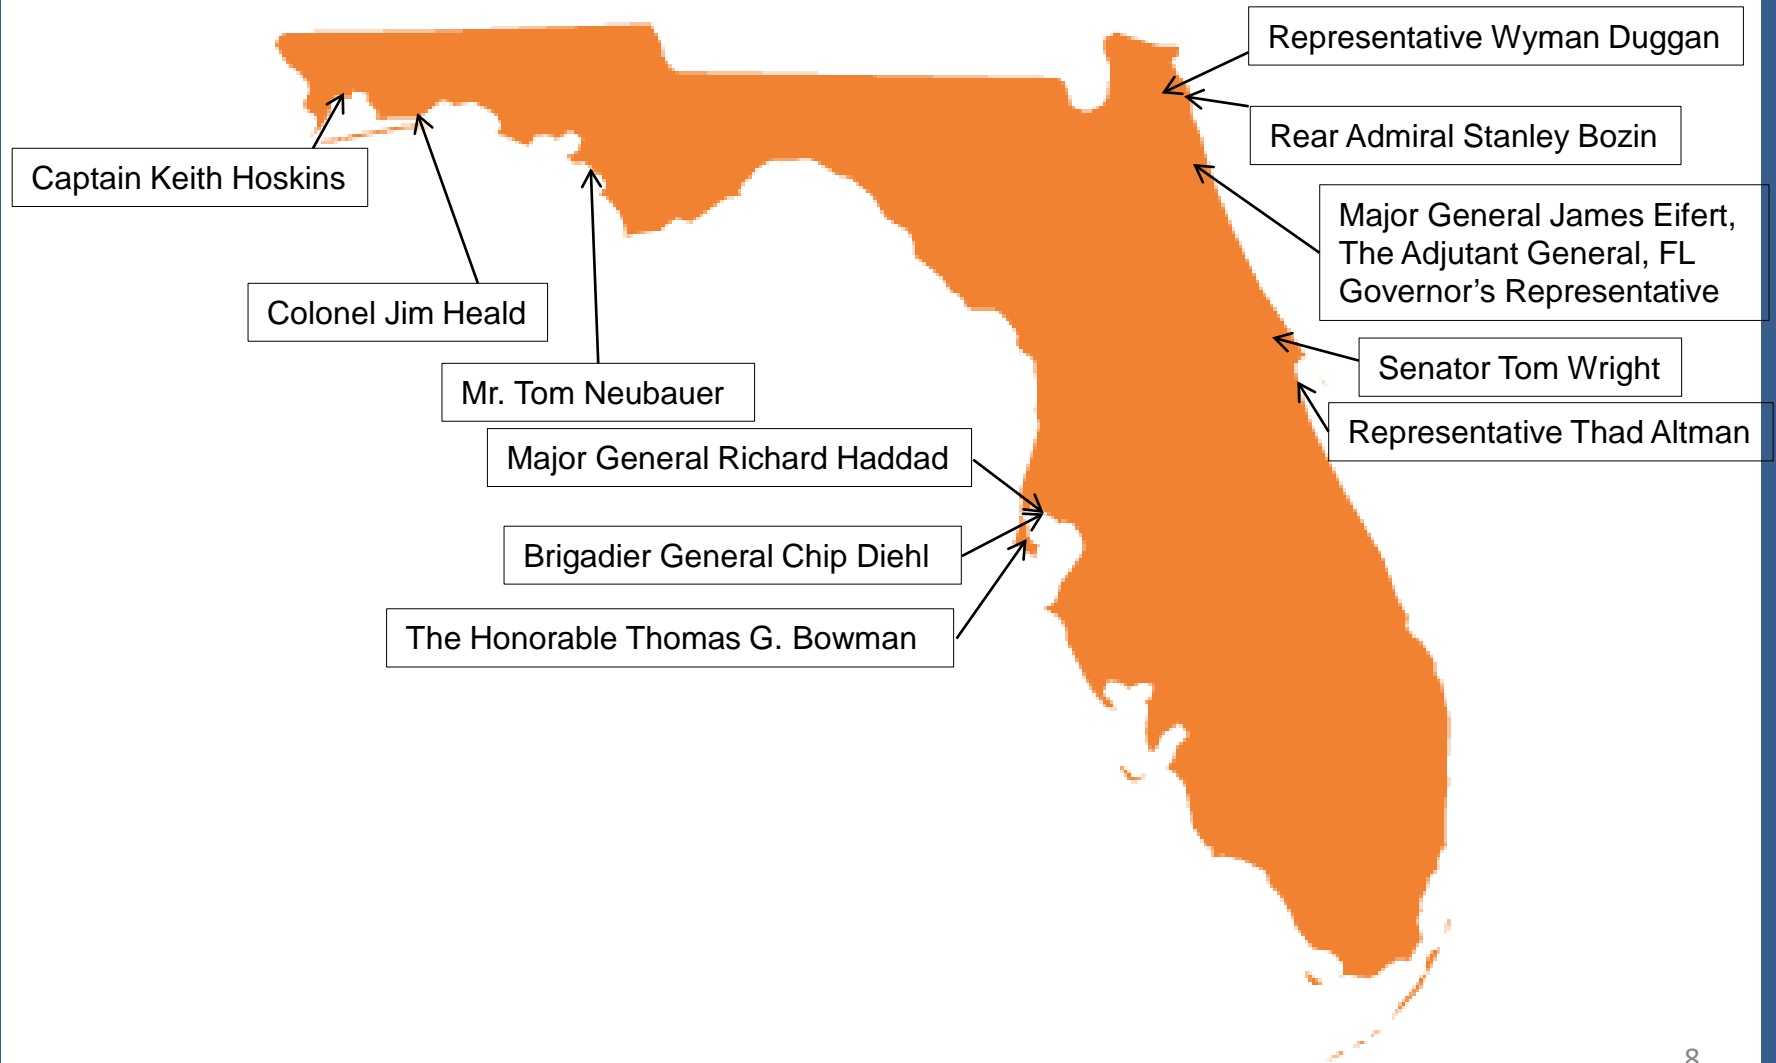 Representative Wyman Duggan
Rear Admiral Stanley Bozin
Captain Keith Hoskins
Major General James Eifert,
The Adjutant General, FL
Governor’s Representative
Colonel Jim Heald
Senator Tom Wright
Mr. Tom Neubauer
Representative Thad Altman
Major General Richard Haddad
Brigadier General Chip Diehl
The Honorable Thomas G. Bowman
8